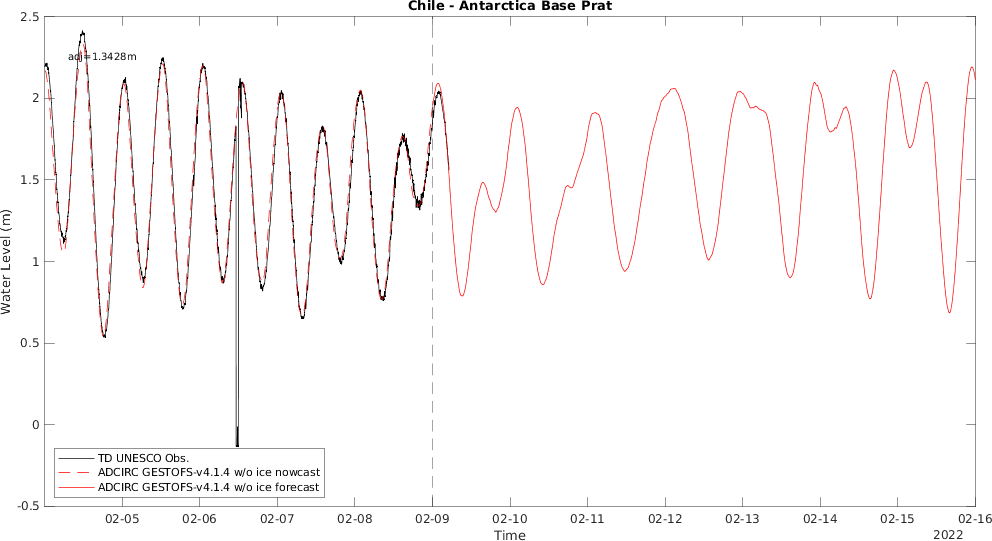 Chile - Antarctica Base Prat
2.5
adj=1.3428m
2
1.5
Water Level (m)
1
0.5
0
TD UNESCO Obs.
ADCIRC GESTOFS-v4.1.4 w/o ice nowcast
ADCIRC GESTOFS-v4.1.4 w/o ice forecast
-0.5
02-05 02-06 02-07 02-08 02-09 02-10 02-11 02-12 02-13 02-14 02-15 02-16
Time
2022